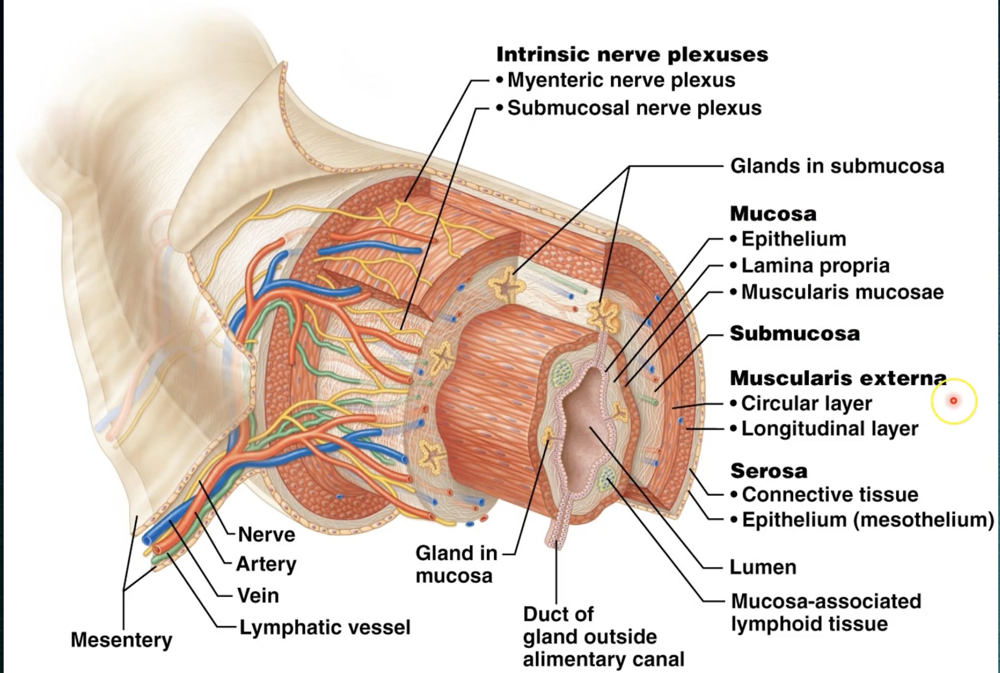 Intrinsic nerve plexuses
• Myenteric nerve plexus
• Submucosal nerve plexus
Glands in submucosa
Mucosa
• Epithelium
• Lamina propria
• Muscularis mucosae
Submucosa
Muscularis externa
• Circular layer
• Longitudinal layer
Serosa
• Connective tissue
• Epithelium (mesothelium)
Nerve
Artery
Vein
Lymphatic vessel
Mesentery
Gland in
mucosa
Duct of
gland outside
alimentary canal
Lumen
Mucosa-associated
lymphoid tissue